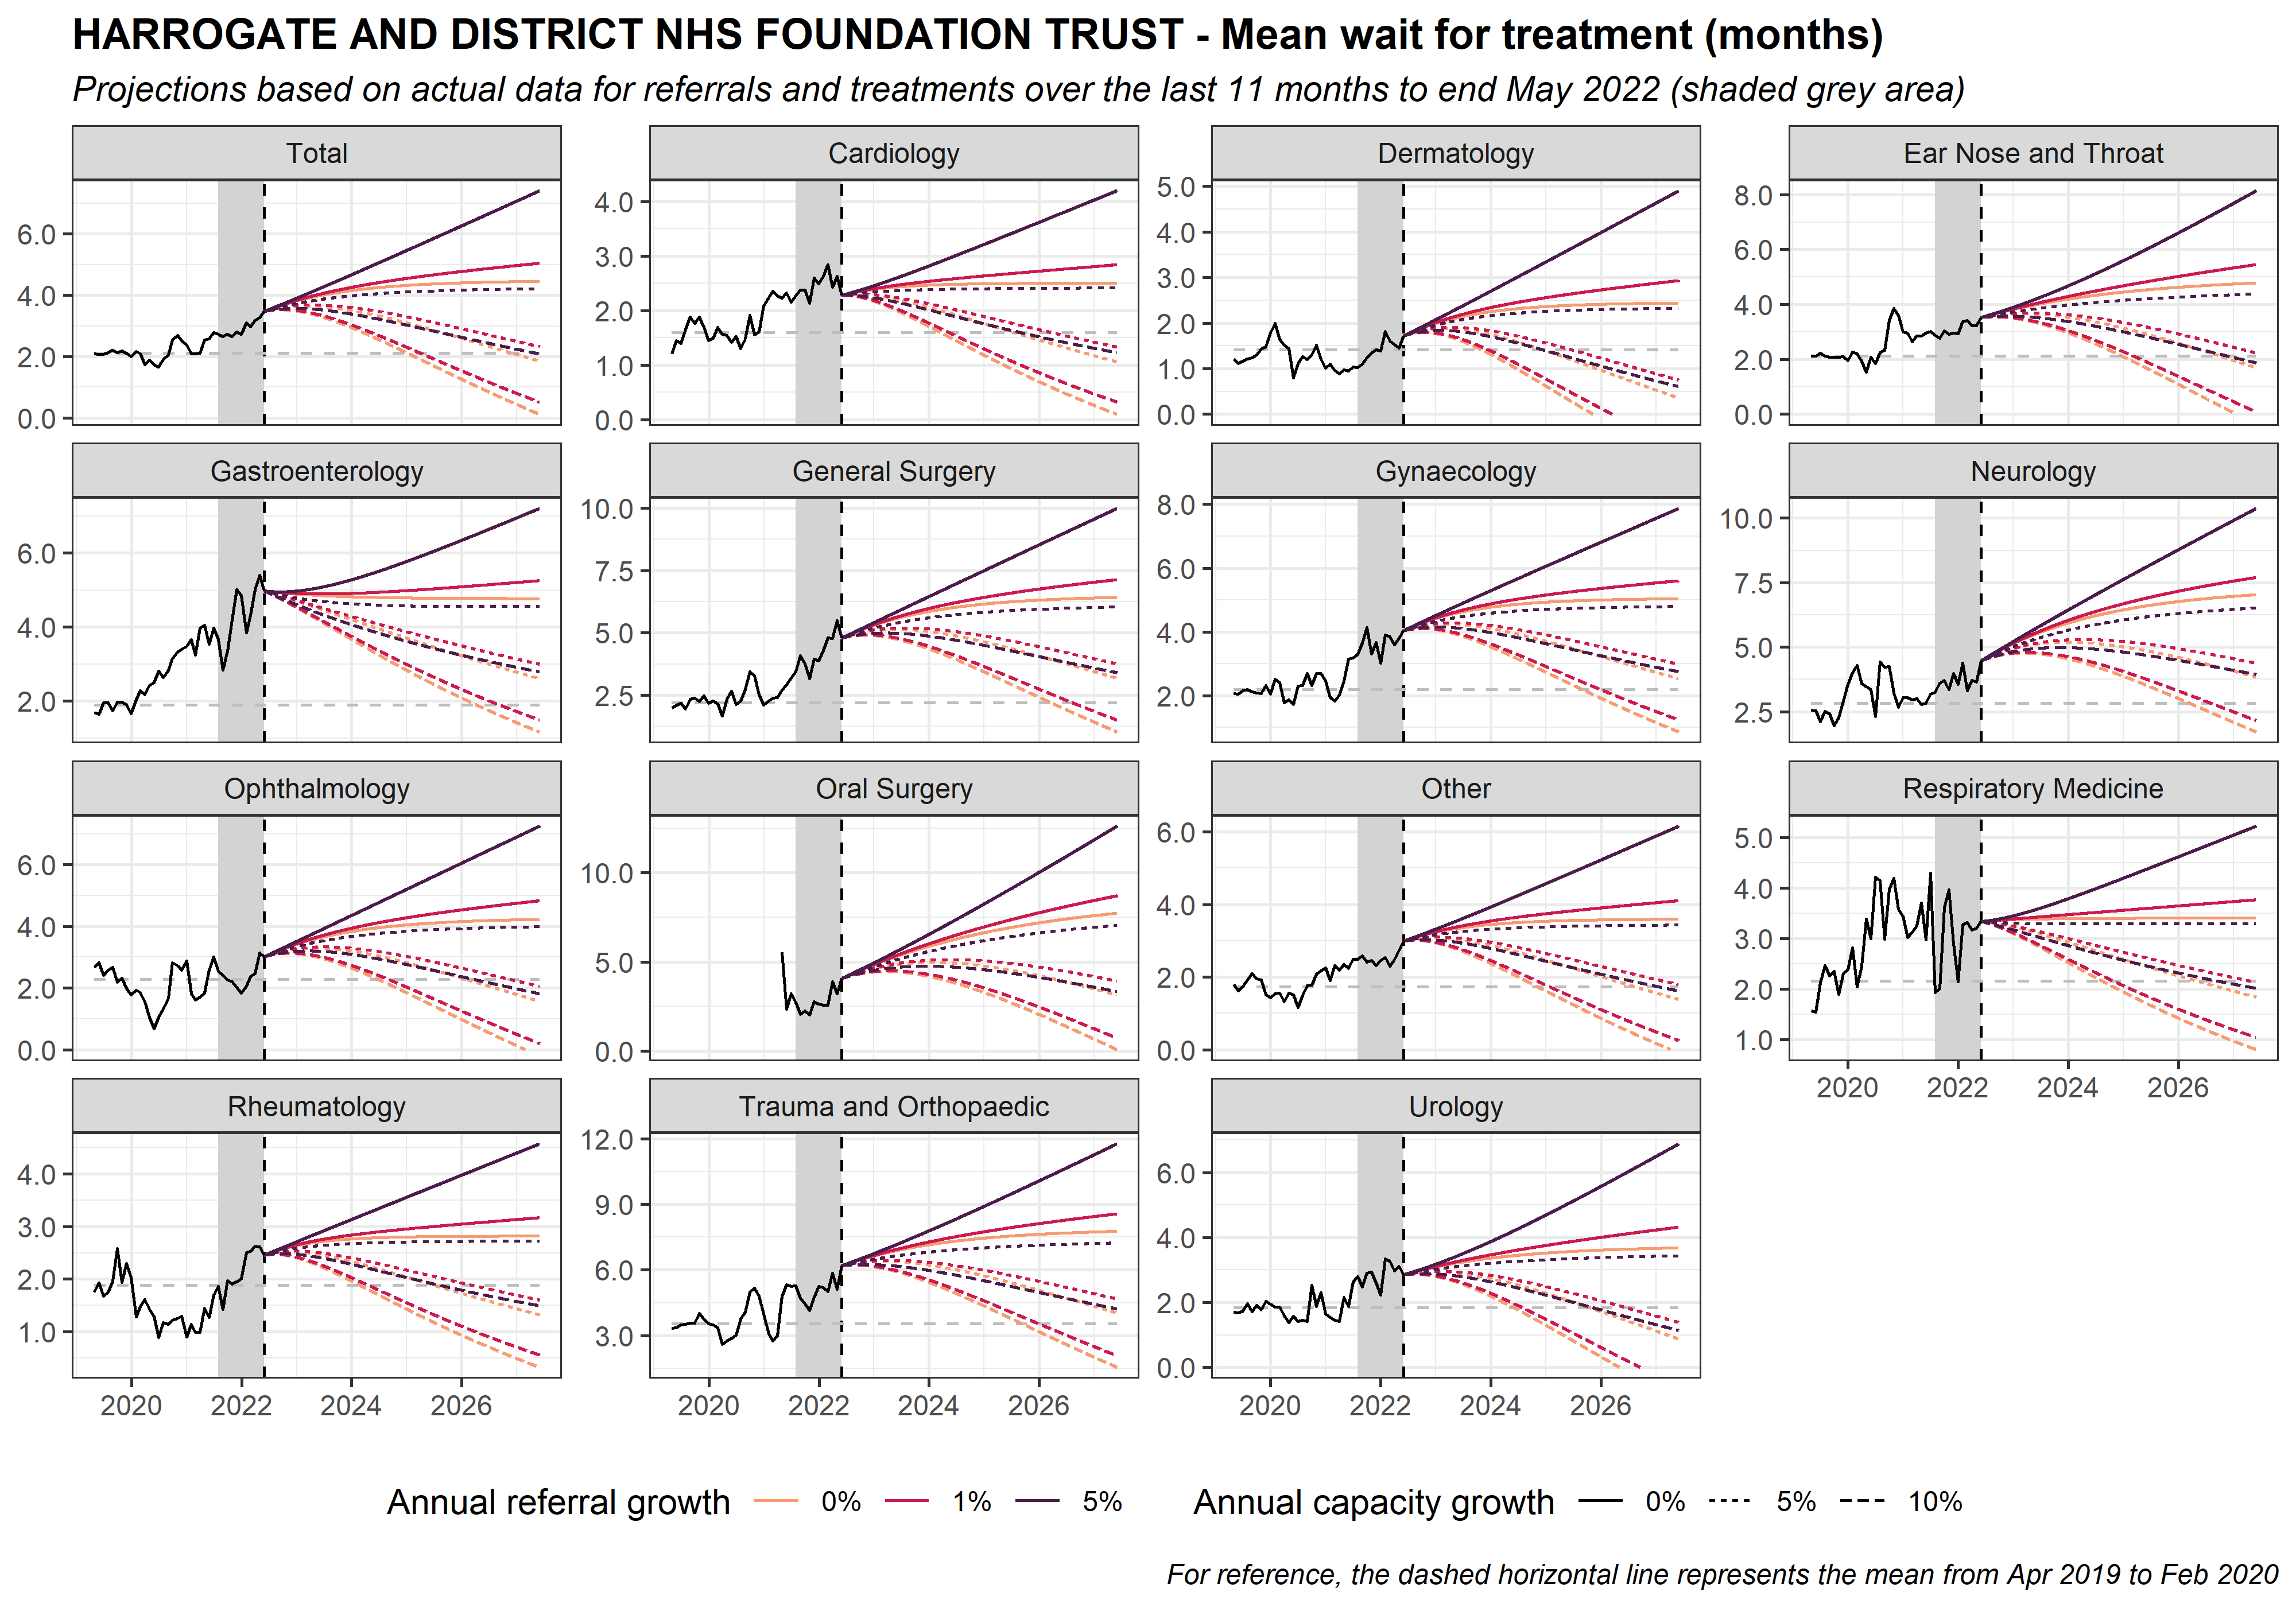 HARROGATE AND DISTRICT NHS FOUNDATION TRUST - Mean wait for treatment (months)
Projections based on actual data for referrals and treatments over the last 11 months to end May 2022 (shaded grey area)
Total
6.0
4.0
2.0
0.0
Cardiology
4.0
3.0
2.0
1.0
0.0
Dermatology
5.0
4.0
3.0
2.0
1.0
0.0
Ear Nose and Throat
8.0
6.0
4.0
2.0
0.0
Gastroenterology
6.0
4.0
2.0
General Surgery
10.0
7.5
5.0
2.5
Gynaecology
8.0
6.0
4.0
2.0
Neurology
10.0
7.5
5.0
2.5
Ophthalmology
6.0
4.0
2.0
0.0
Oral Surgery
10.0
5.0
0.0
Other
6.0
4.0
2.0
0.0
Respiratory Medicine
5.0
4.0
3.0
2.0
1.0
2020 2022 2024 2026
Rheumatology
4.0
3.0
2.0
1.0
2020 2022 2024 2026
Trauma and Orthopaedic
12.0
9.0
6.0
3.0
2020 2022 2024 2026
Urology
6.0
4.0
2.0
0.0
2020 2022 2024 2026
Annual referral growth 0% 1% 5%
Annual capacity growth 0% 5% 10%
For reference, the dashed horizontal line represents the mean from Apr 2019 to Feb 2020